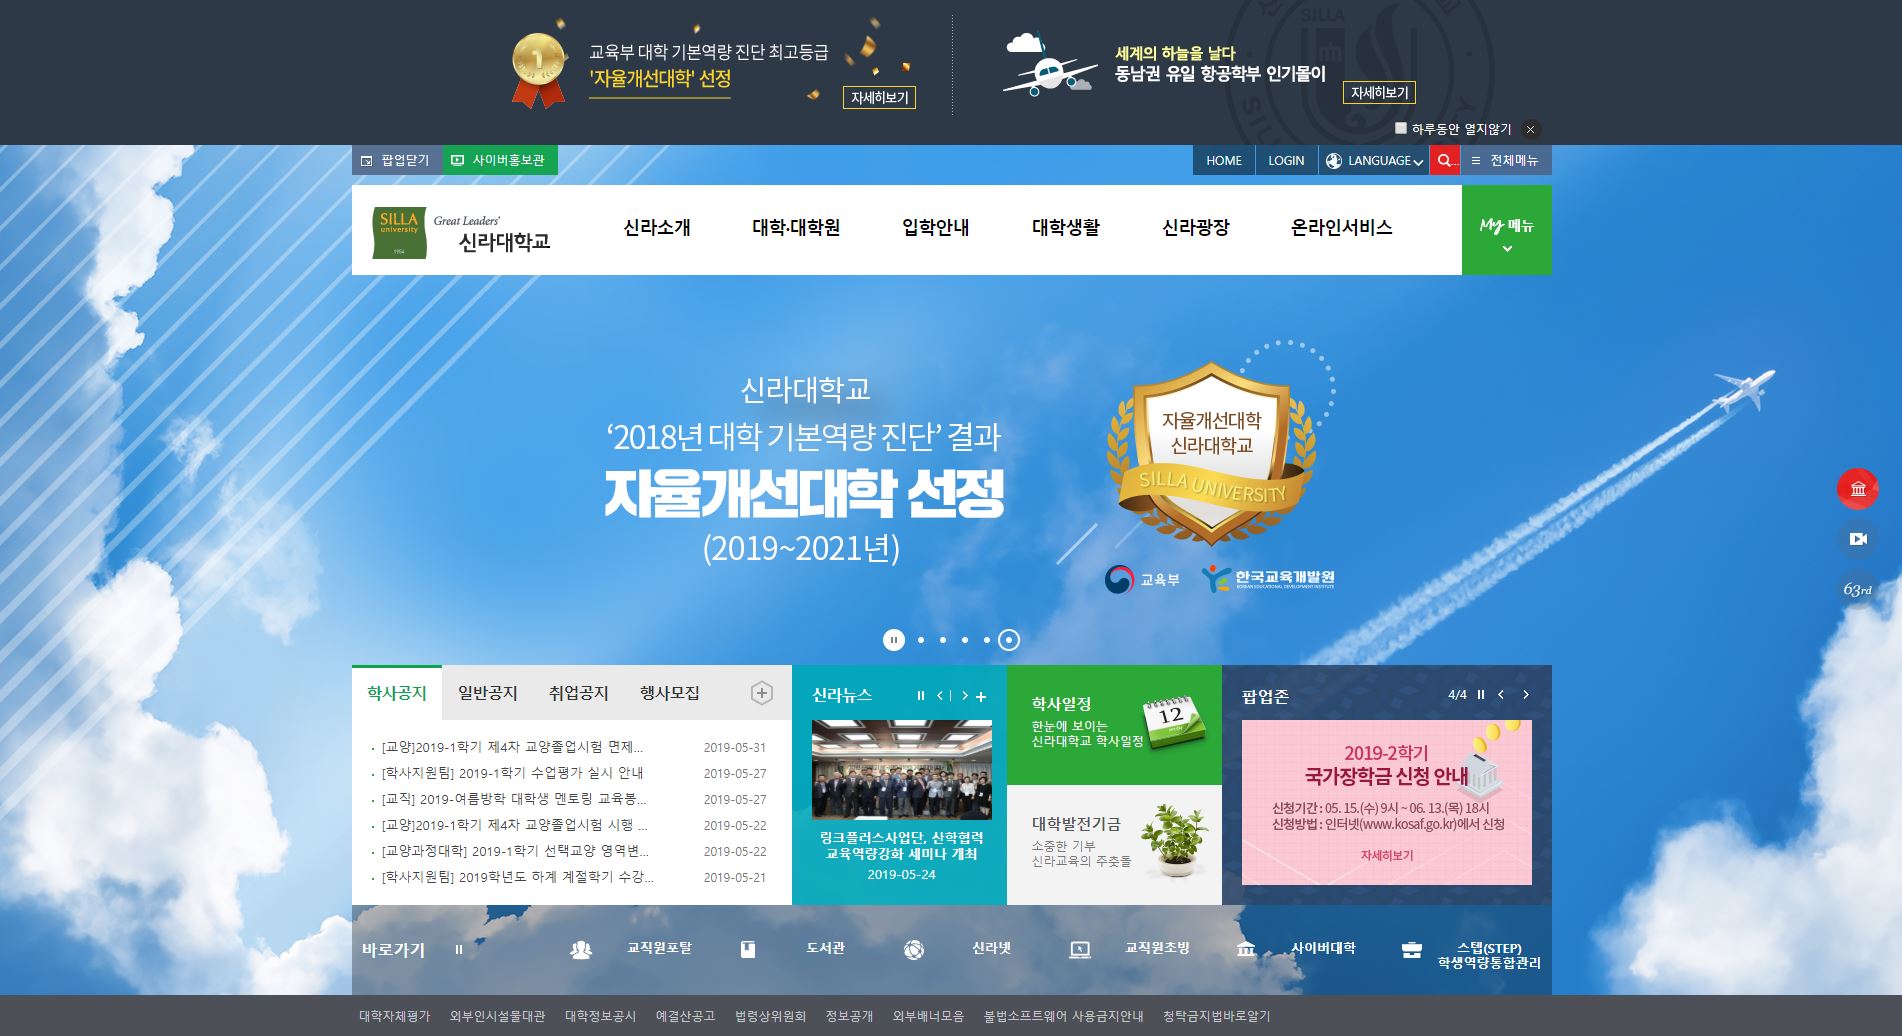 SILLA
교육부 대학 기본역량 진단 최고등급
'자율개선대학' 선정
자세히보기
세계의 하늘을 날다
동남권 유일 항공학부 인기몰이
자세히보기
하루동안 열지않기
팝업닫기
사이버홍보관
HOME
LOGIN
LANGUAGE
전체메뉴
SILLA
university
1954
Great Leaders'
신라대학교
신라소개
대학·대학원
입학안내
대학생활
신라광장
온라인서비스
My 메뉴
신라대학교
‘2018년 대학 기본역량 진단’ 결과
자율개선대학 선정
(2019~2021년)
자율개선대학
신라대학교
SILLA UNIVERSITY
교육부
한국교육개발원
KOREAN EDUCATIONAL DEVELOPMENT INSTITUTE
63rd
학사공지
일반공지
취업공지
행사모집
[교양]2019-1학기 제4차 교양졸업시험 면제... 2019-05-31
[학사지원팀] 2019-1학기 수업평가 실시 안내 2019-05-27
[교직] 2019-여름방학 대학생 멘토링 교육봉... 2019-05-27
[교양]2019-1학기 제4차 교양졸업시험 시행 ... 2019-05-22
[교양과정대학] 2019-1학기 선택교양 영역변... 2019-05-22
[학사지원팀] 2019학년도 하계 계절학기 수강... 2019-05-21
신라뉴스
링크플러스사업단, 산학협력
교육역량강화 세미나 개최
2019-05-24
학사일정
한눈에 보이는
신라대학교 학사일정
12
대학발전기금
소중한 기부
신라교육의 주춧돌
팝업존
4/4
2019-2학기
국가장학금 신청 안내
신청기간 : 05. 15.(수) 9시 ~ 06. 13.(목) 18시
신청방법 : 인터넷(www.kosaf.go.kr)에서 신청
자세히보기
바로가기
교직원포탈
도서관
신라넷
교직원초빙
사이버대학
스텝(STEP)
학생역량통합관리
대학자체평가
외부인시설물대관
대학정보공시
예결산공고
법령상위원회
정보공개
외부배너모음
불법소프트웨어 사용금지안내
청탁금지법바로알기